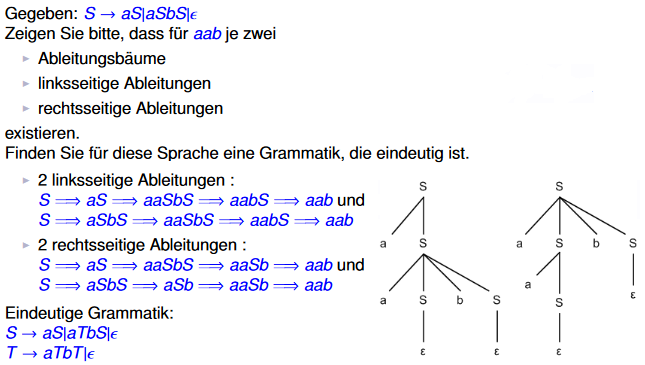 Gegeben: S → aS|aSbS|ϵ
Zeigen Sie bitte, dass für aab je zwei
▶ Ableitungsbäume
▶ linksseitige Ableitungen
▶ rechtsseitige Ableitungen
existieren.
Finden Sie für diese Sprache eine Grammatik, die eindeutig ist.
▶ 2 linksseitige Ableitungen :
S ⟹ aS ⟹ aaSbS ⟹ aabS ⟹ aab und
S ⟹ aSbS ⟹ aaSbS ⟹ aabS ⟹ aab
▶ 2 rechtsseitige Ableitungen :
S ⟹ aS ⟹ aaSbS ⟹ aaSb ⟹ aab und
S ⟹ aSbS ⟹ aSb ⟹ aaSb ⟹ aab
Eindeutige Grammatik:
S → aS|aTbS|ϵ
T → aTbT|ϵ
S
a S
a S b S
ε ε
S
a S b S
a S ε
ε